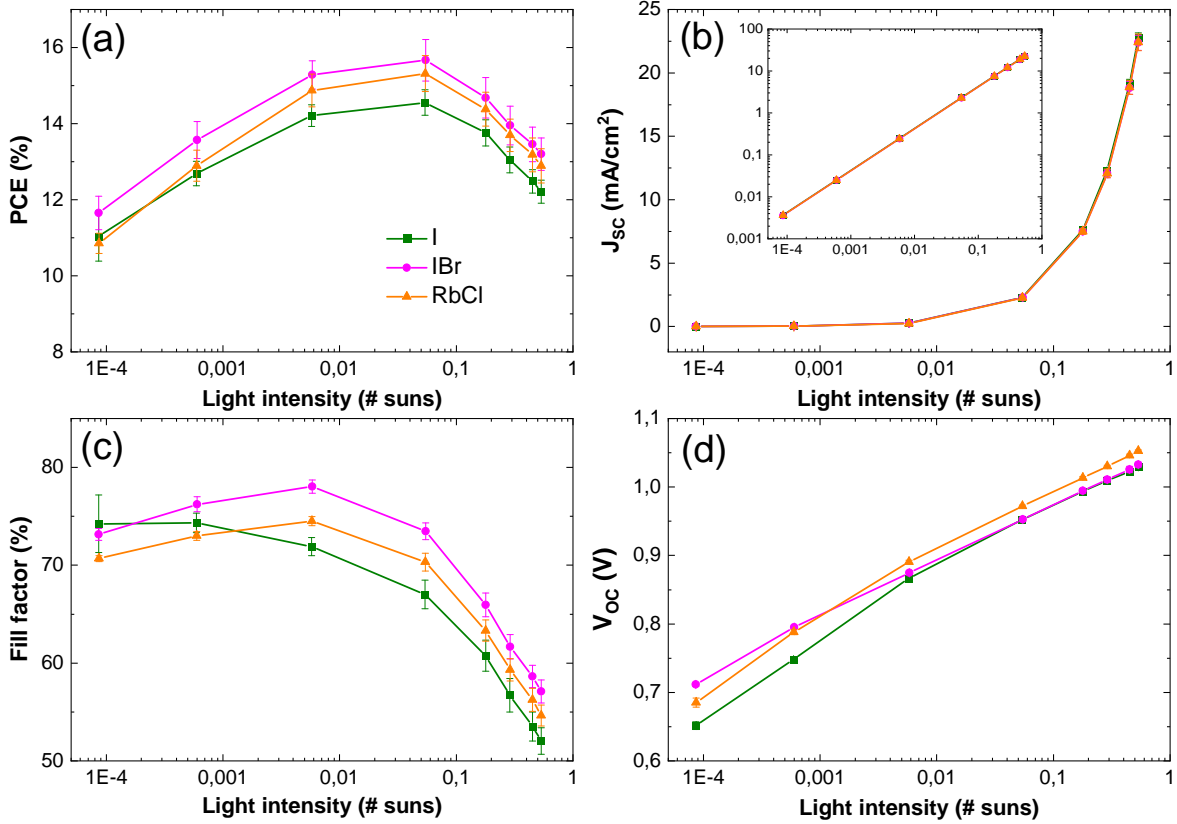 (a)
PCE (%)
16
14
12
10
8
I
IBr
RbCl
1E-4
0,001
0,01
0,1
1
Light intensity (# suns)
(b)
J_SC (mA/cm²)
25
20
15
10
5
0
100
10
1
0,1
0,01
0,001
1E-4
0,001
0,01
0,1
1
1E-4
0,001
0,01
0,1
1
Light intensity (# suns)
(c)
Fill factor (%)
80
70
60
50
1E-4
0,001
0,01
0,1
1
Light intensity (# suns)
(d)
V_OC (V)
1,1
1,0
0,9
0,8
0,7
0,6
1E-4
0,001
0,01
0,1
1
Light intensity (# suns)